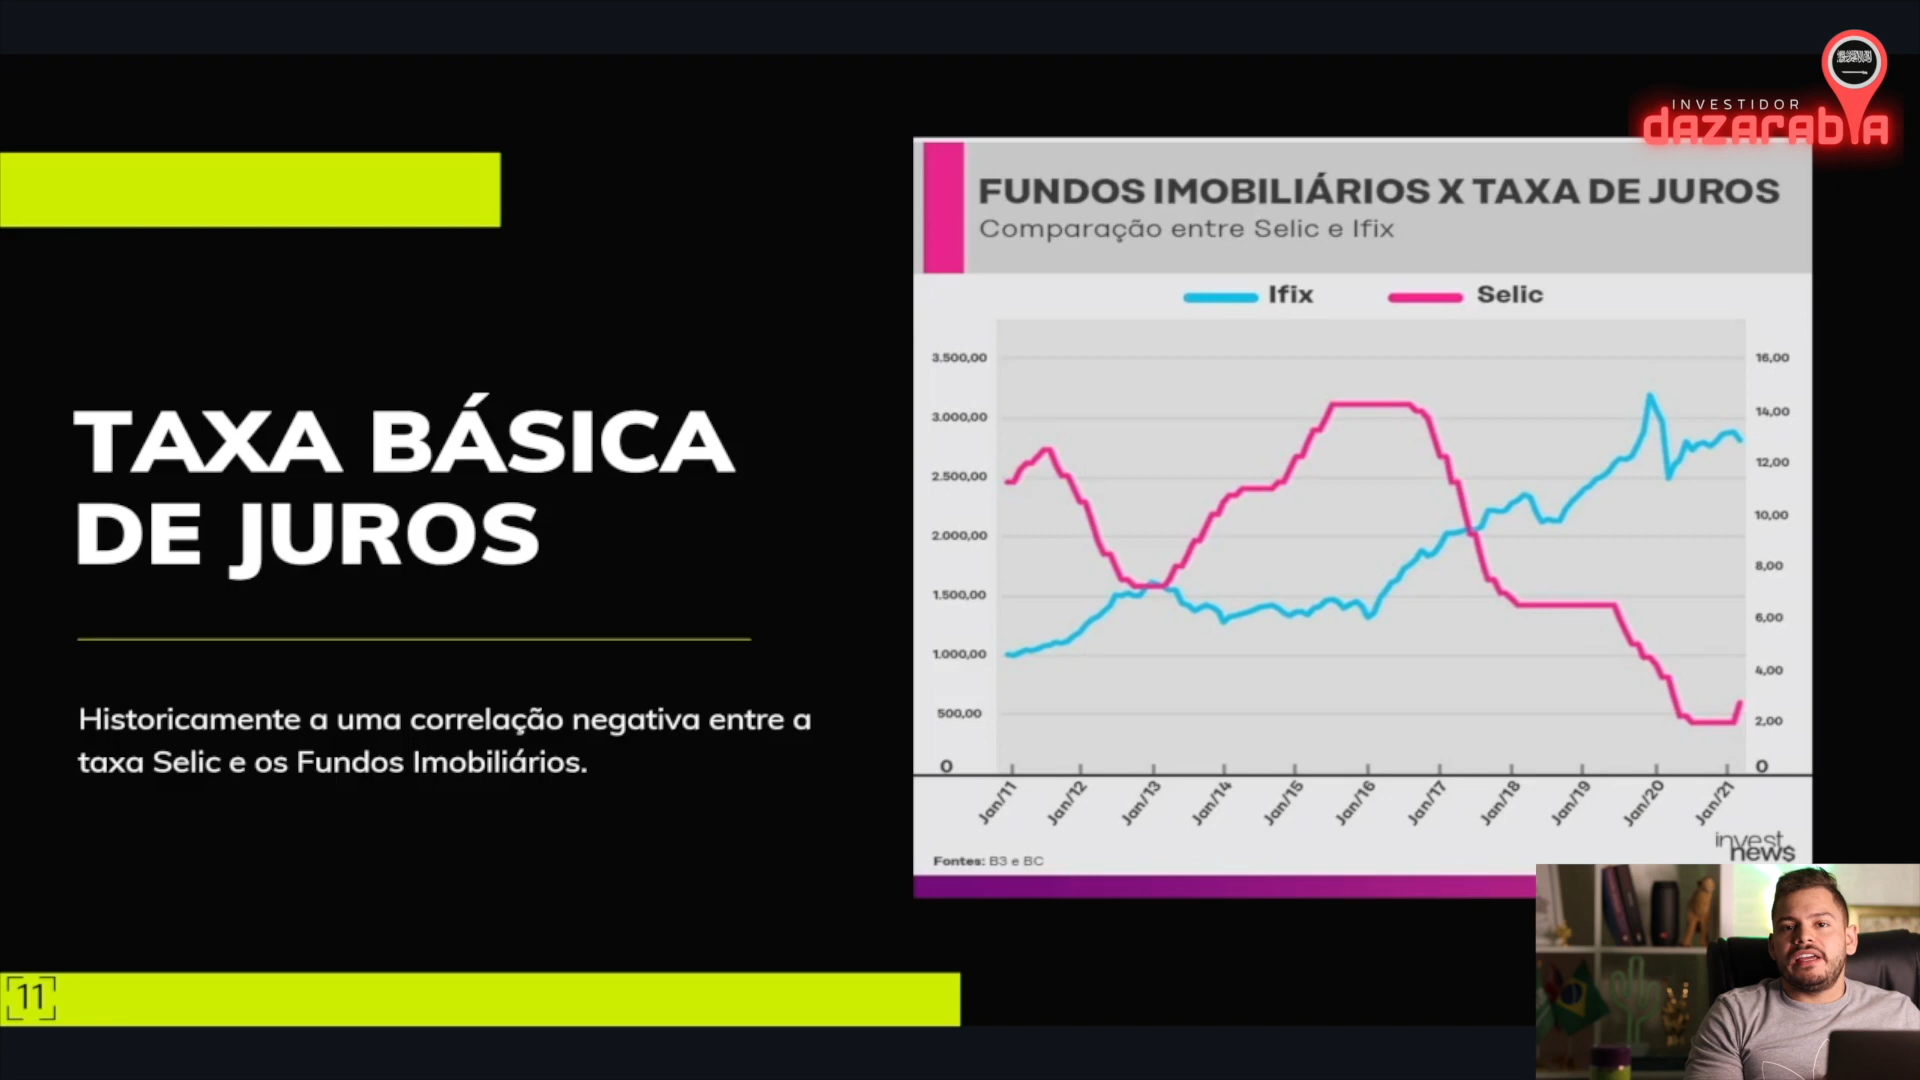 INVESTIDOR
dazarabIA
FUNDOS IMOBILIÁRIOS X TAXA DE JUROS
Comparação entre Selic e Ifix
Ifix Selic
3.500,00
3.000,00
2.500,00
2.000,00
1.500,00
1.000,00
500,00
0
16,00
14,00
12,00
10,00
8,00
6,00
4,00
2,00
0
Jan/11 Jan/12 Jan/13 Jan/14 Jan/15 Jan/16 Jan/17 Jan/18 Jan/19 Jan/20 Jan/21
Fontes: B3 e BC
invest
news
TAXA BÁSICA
DE JUROS
Historicamente a uma correlação negativa entre a
taxa Selic e os Fundos Imobiliários.
11